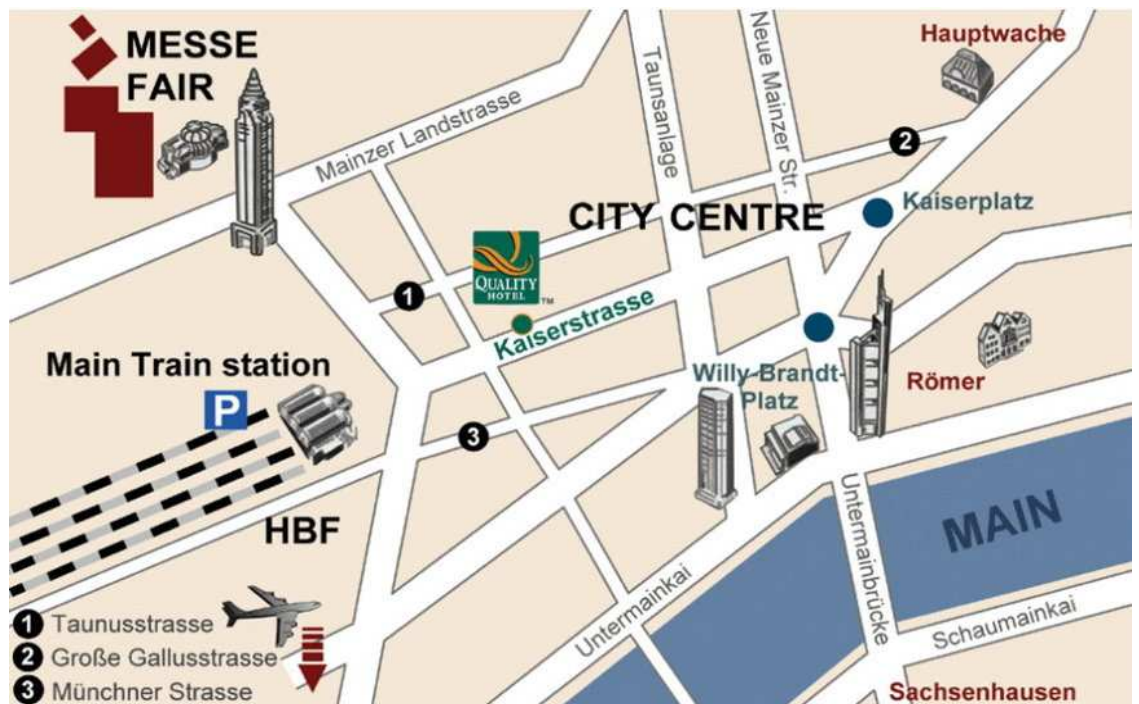 MESSE
FAIR
Mainzer Landstrasse
Taunsanlage
Neue Mainzer Str.
Hauptwache
2
Kaiserplatz
CITY CENTRE
QUALITY
HOTEL
TM
1
Kaiserstrasse
Main Train station
P
Willy-Brandt-
Platz
Römer
3
HBF
MAIN
Untermainkai
Untermainbrücke
Schaumainkai
Sachsenhausen
1 Taunusstrasse
2 Große Gallusstrasse
3 Münchner Strasse